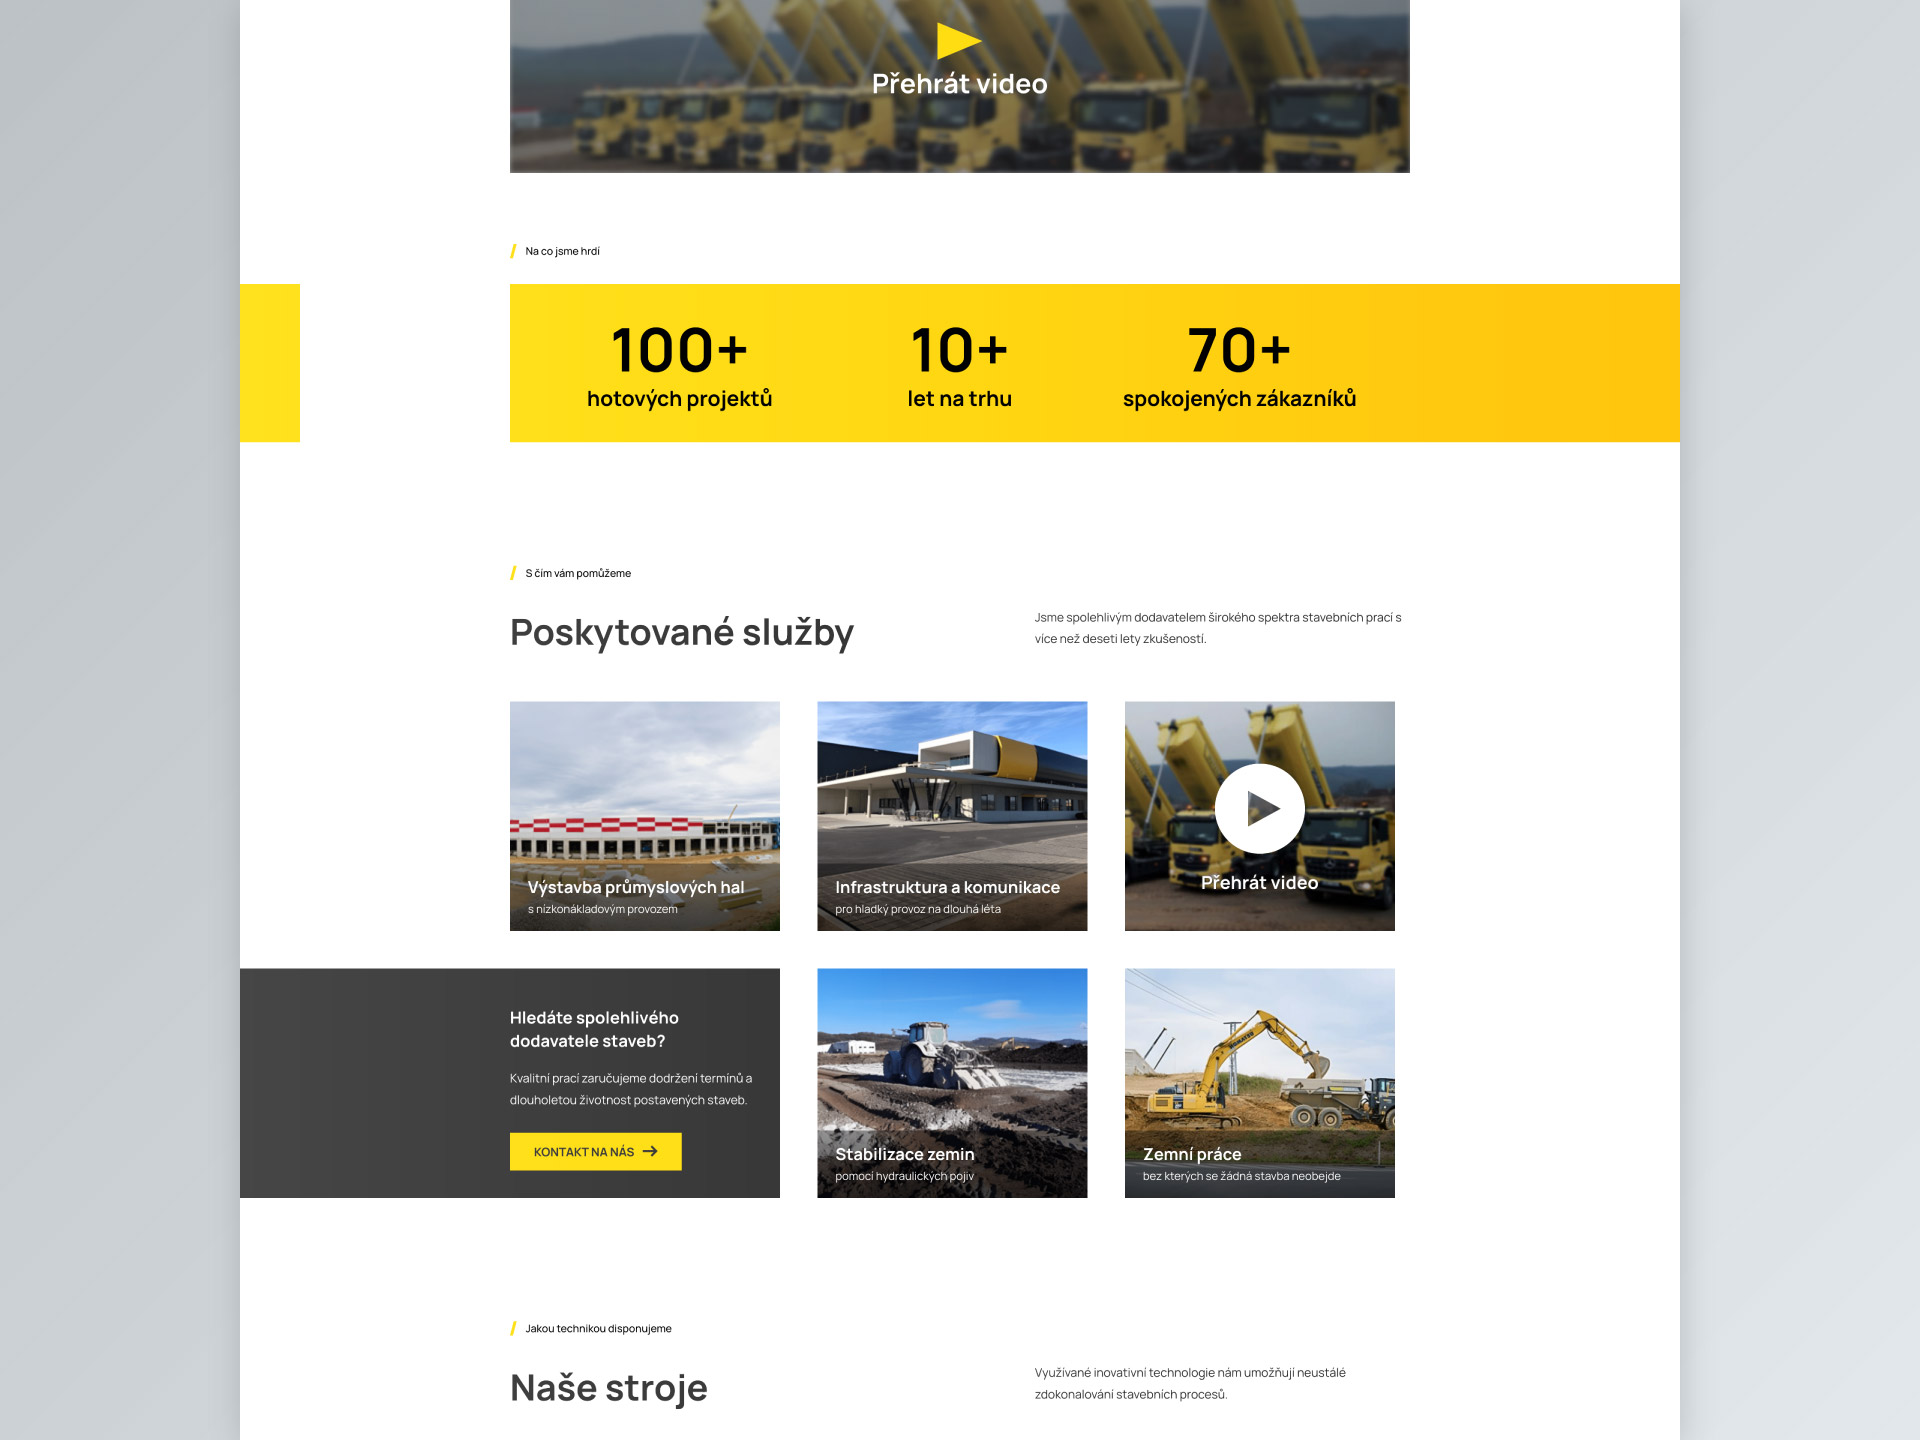 Přehrát video
Na co jsme hrdí
100+
hotových projektů
10+
let na trhu
70+
spokojených zákazníků
S čím vám pomůžeme
Poskytované služby
Jsme spolehlivým dodavatelem širokého spektra stavebních prací s
více než deseti lety zkušeností.
Výstavba průmyslových hal
s nízkonákladovým provozem
Infrastruktura a komunikace
pro hladký provoz na dlouhá léta
Přehrát video
Hledáte spolehlivého
dodavatele staveb?
Kvalitní prací zaručujeme dodržení termínů a
dlouholetou životnost postavených staveb.
KONTAKT NA NÁS
Stabilizace zemin
pomocí hydraulických pojiv
KOMATSU
Zemní práce
bez kterých se žádná stavba neobejde
Jakou technikou disponujeme
Naše stroje
Využívané inovativní technologie nám umožňují neustálé
zdokonalování stavebních procesů.